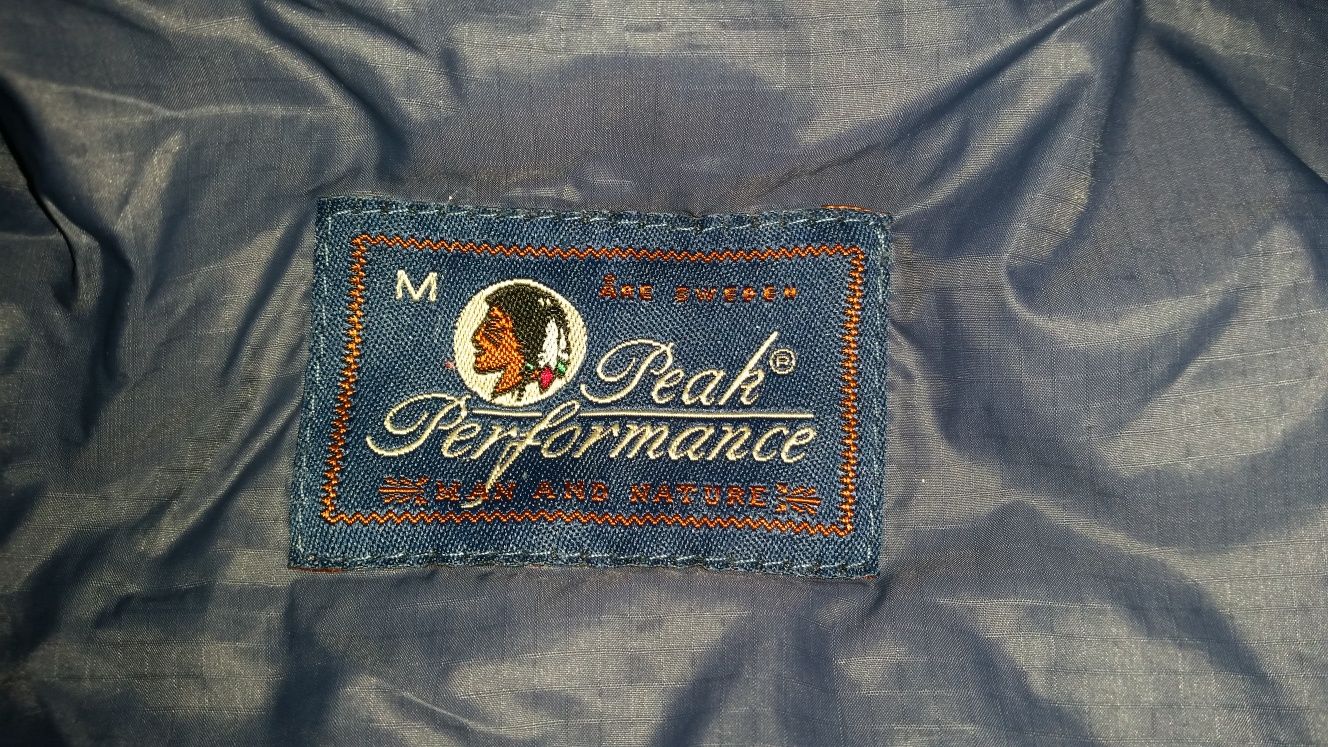 M
ÅRE SWEDEN
Peak®
Performance
MAN AND NATURE